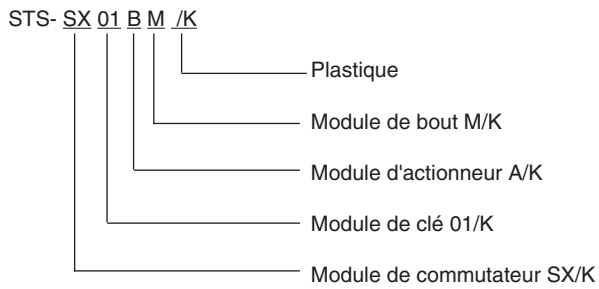 STS- SX 01 B M /K
Plastique
Module de bout M/K
Module d'actionneur A/K
Module de clé 01/K
Module de commutateur SX/K